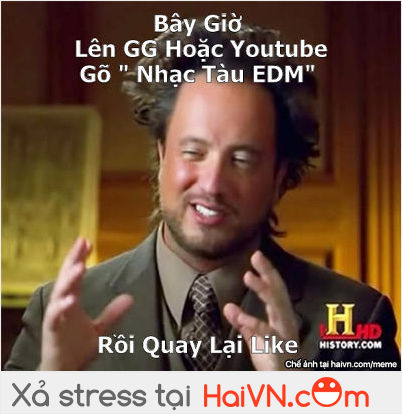 Bây Giờ
Lên GG Hoặc Youtube
Gõ " Nhạc Tàu EDM"
H HD
HISTORY.COM
Rồi Quay Lại Like
Chế ảnh tại haivn.com/meme
Xả stress tại HaiVN.com